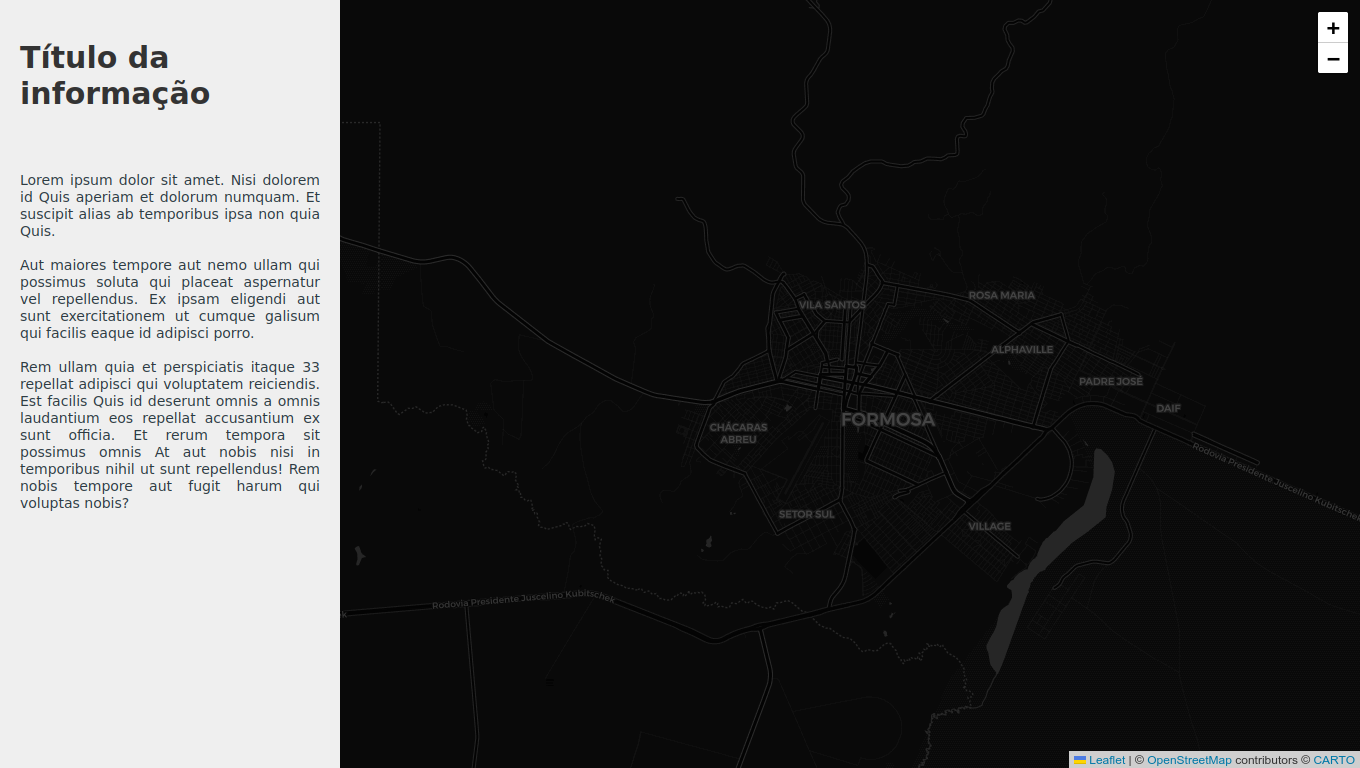 Título da
informação
Lorem ipsum dolor sit amet. Nisi dolorem
id Quis aperiam et dolorum numquam. Et
suscipit alias ab temporibus ipsa non quia
Quis.
Aut maiores tempore aut nemo ullam qui
possimus soluta qui placeat aspernatur
vel repellendus. Ex ipsam eligendi aut
sunt exercitationem ut cumque galisum
qui facilis eaque id adipisci porro.
Rem ullam quia et perspiciatis itaque 33
repellat adipisci qui voluptatem reiciendis.
Est facilis Quis id deserunt omnis a omnis
laudantium eos repellat accusantium ex
sunt officia. Et rerum tempora sit
possimus omnis At aut nobis nisi in
temporibus nihil ut sunt repellendus! Rem
nobis tempore aut fugit harum qui
voluptas nobis?
+
−
ROSA MARIA
VILA SANTOS
ALPHAVILLE
PADRE JOSÉ
DAIF
FORMOSA
CHÁCARAS
ABREU
Rodovia Presidente Juscelino Kubitschek
SETOR SUL
VILLAGE
Rodovia Presidente Juscelino Kubitschek
Leaflet | © OpenStreetMap contributors © CARTO